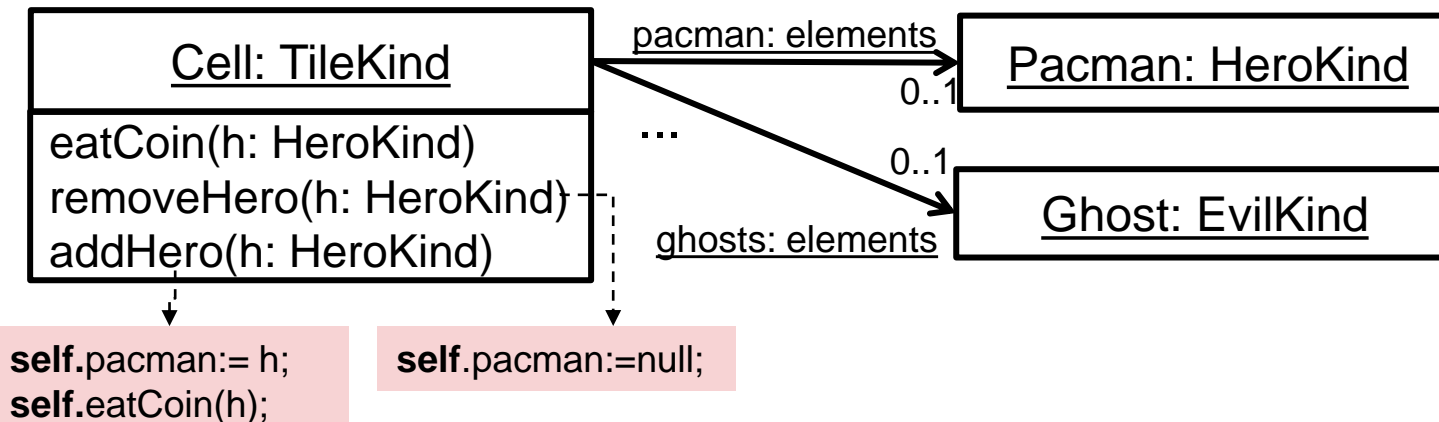 Cell: TileKind
eatCoin(h: HeroKind)
removeHero(h: HeroKind)
addHero(h: HeroKind)
pacman: elements
0..1
Pacman: HeroKind
...
0..1
ghosts: elements
Ghost: EvilKind
self.pacman:= h;
self.eatCoin(h);
self.pacman:=null;